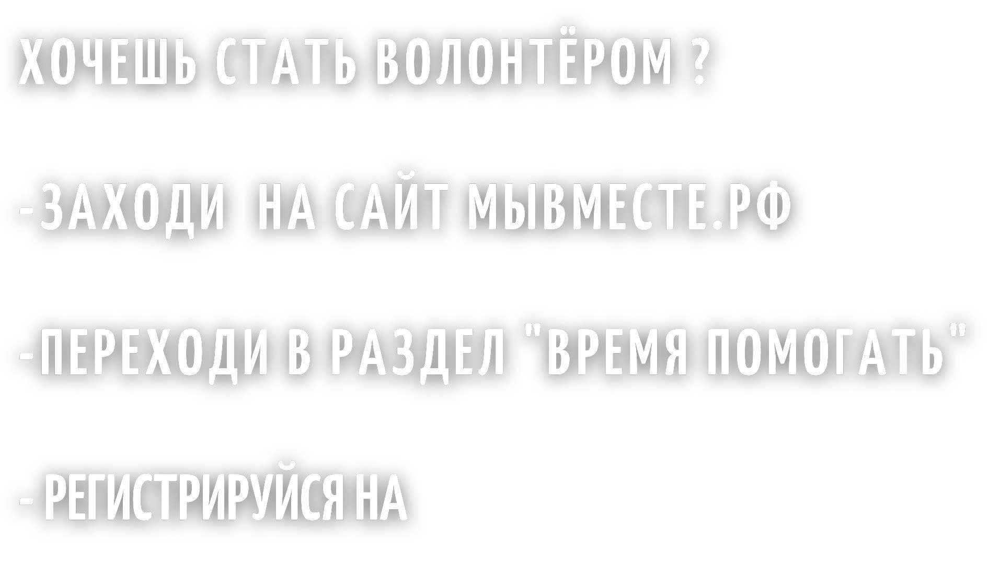 ХОЧЕШЬ СТАТЬ ВОЛОНТЁРОМ ?
-ЗАХОДИ  НА САЙТ МЫВМЕСТЕ.РФ
-ПЕРЕХОДИ В РАЗДЕЛ "ВРЕМЯ ПОМОГАТЬ"
- РЕГИСТРИРУЙСЯ НА